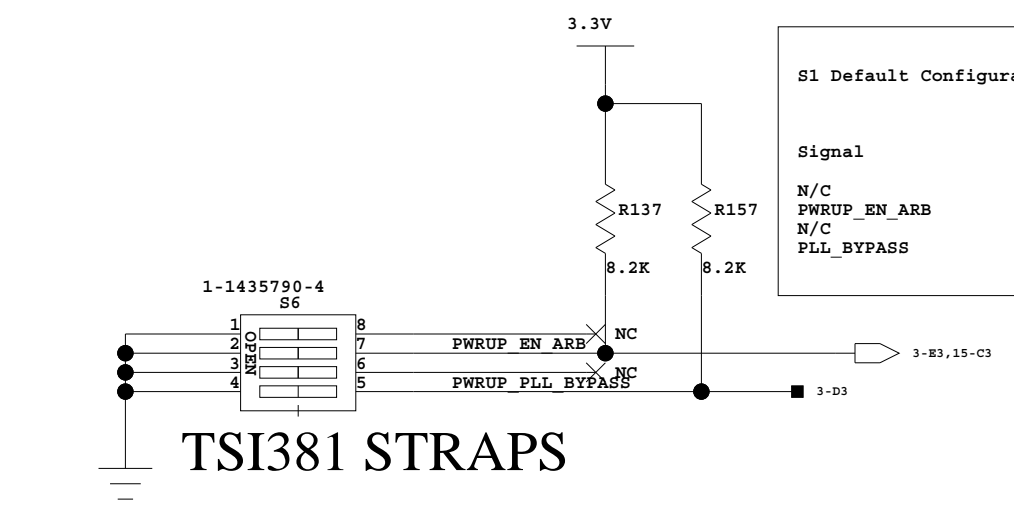 3.3V
S1 Default Configura
Signal
N/C
PWRUP_EN_ARB
N/C
PLL_BYPASS
R137
R157
8.2K
8.2K
1-1435790-4
S6
OPEN
1
2
3
4
8
7
6
5
NC
PWRUP_EN_ARB
3-E3,15-C3
NC
PWRUP_PLL_BYPASS
3-D3
TSI381 STRAPS